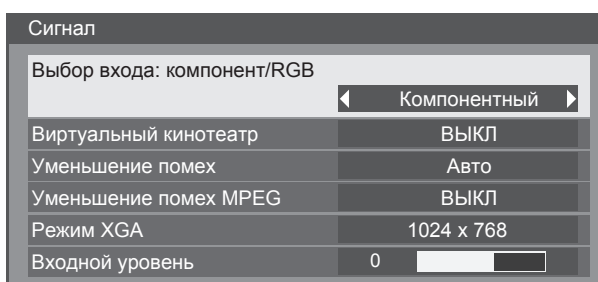 Сигнал
Выбор входа: компонент/RGB
Компонентный
Виртуальный кинотеатр ВЫКЛ
Уменьшение помех Авто
Уменьшение помех MPEG ВЫКЛ
Режим XGA 1024 x 768
Входной уровень 0